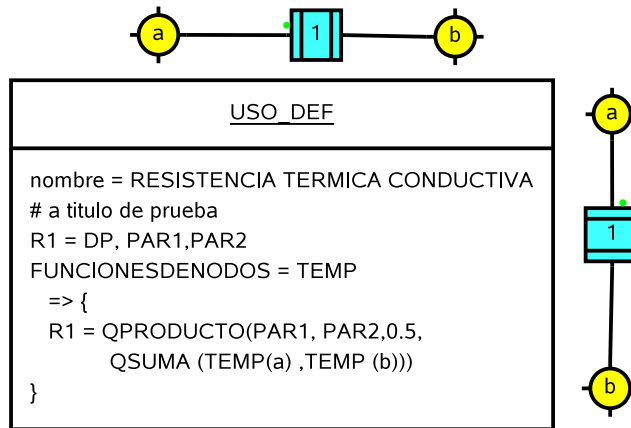 a 1 b
USO_DEF
nombre = RESISTENCIA TERMICA CONDUCTIVA
# a titulo de prueba
R1 = DP, PAR1,PAR2
FUNCIONESDENODOS = TEMP
=> {
R1 = QPRODUCTO(PAR1, PAR2,0.5,
QSUMA (TEMP(a) ,TEMP (b)))
}
a
1
b